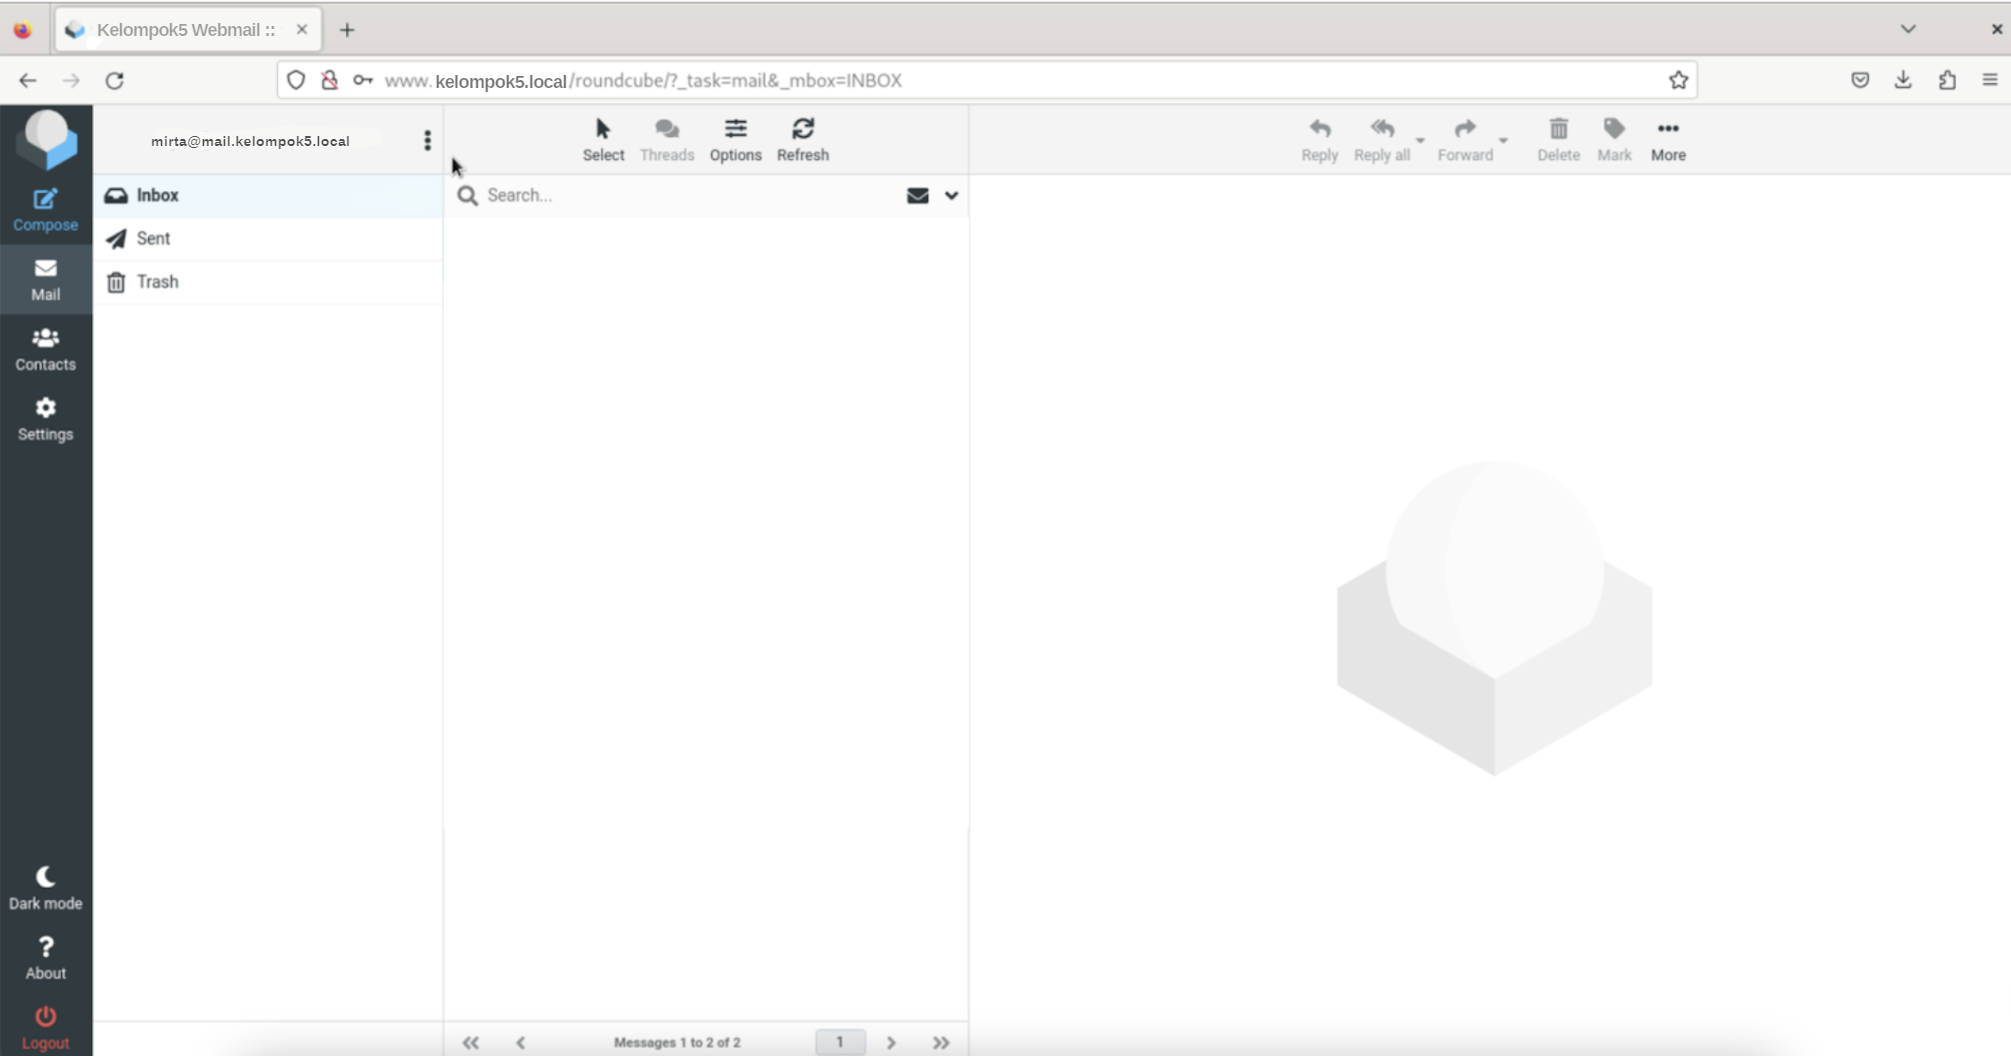 Kelompok5 Webmail ::
www.kelompok5.local/roundcube/?_task=mail&_mbox=INBOX
mirta@mail.kelompok5.local
Select
Threads
Options
Refresh
Reply
Reply all
Forward
Delete
Mark
More
Compose
Mail
Contacts
Settings
Dark mode
About
Logout
Inbox
Sent
Trash
Search...
Messages 1 to 2 of 2
1